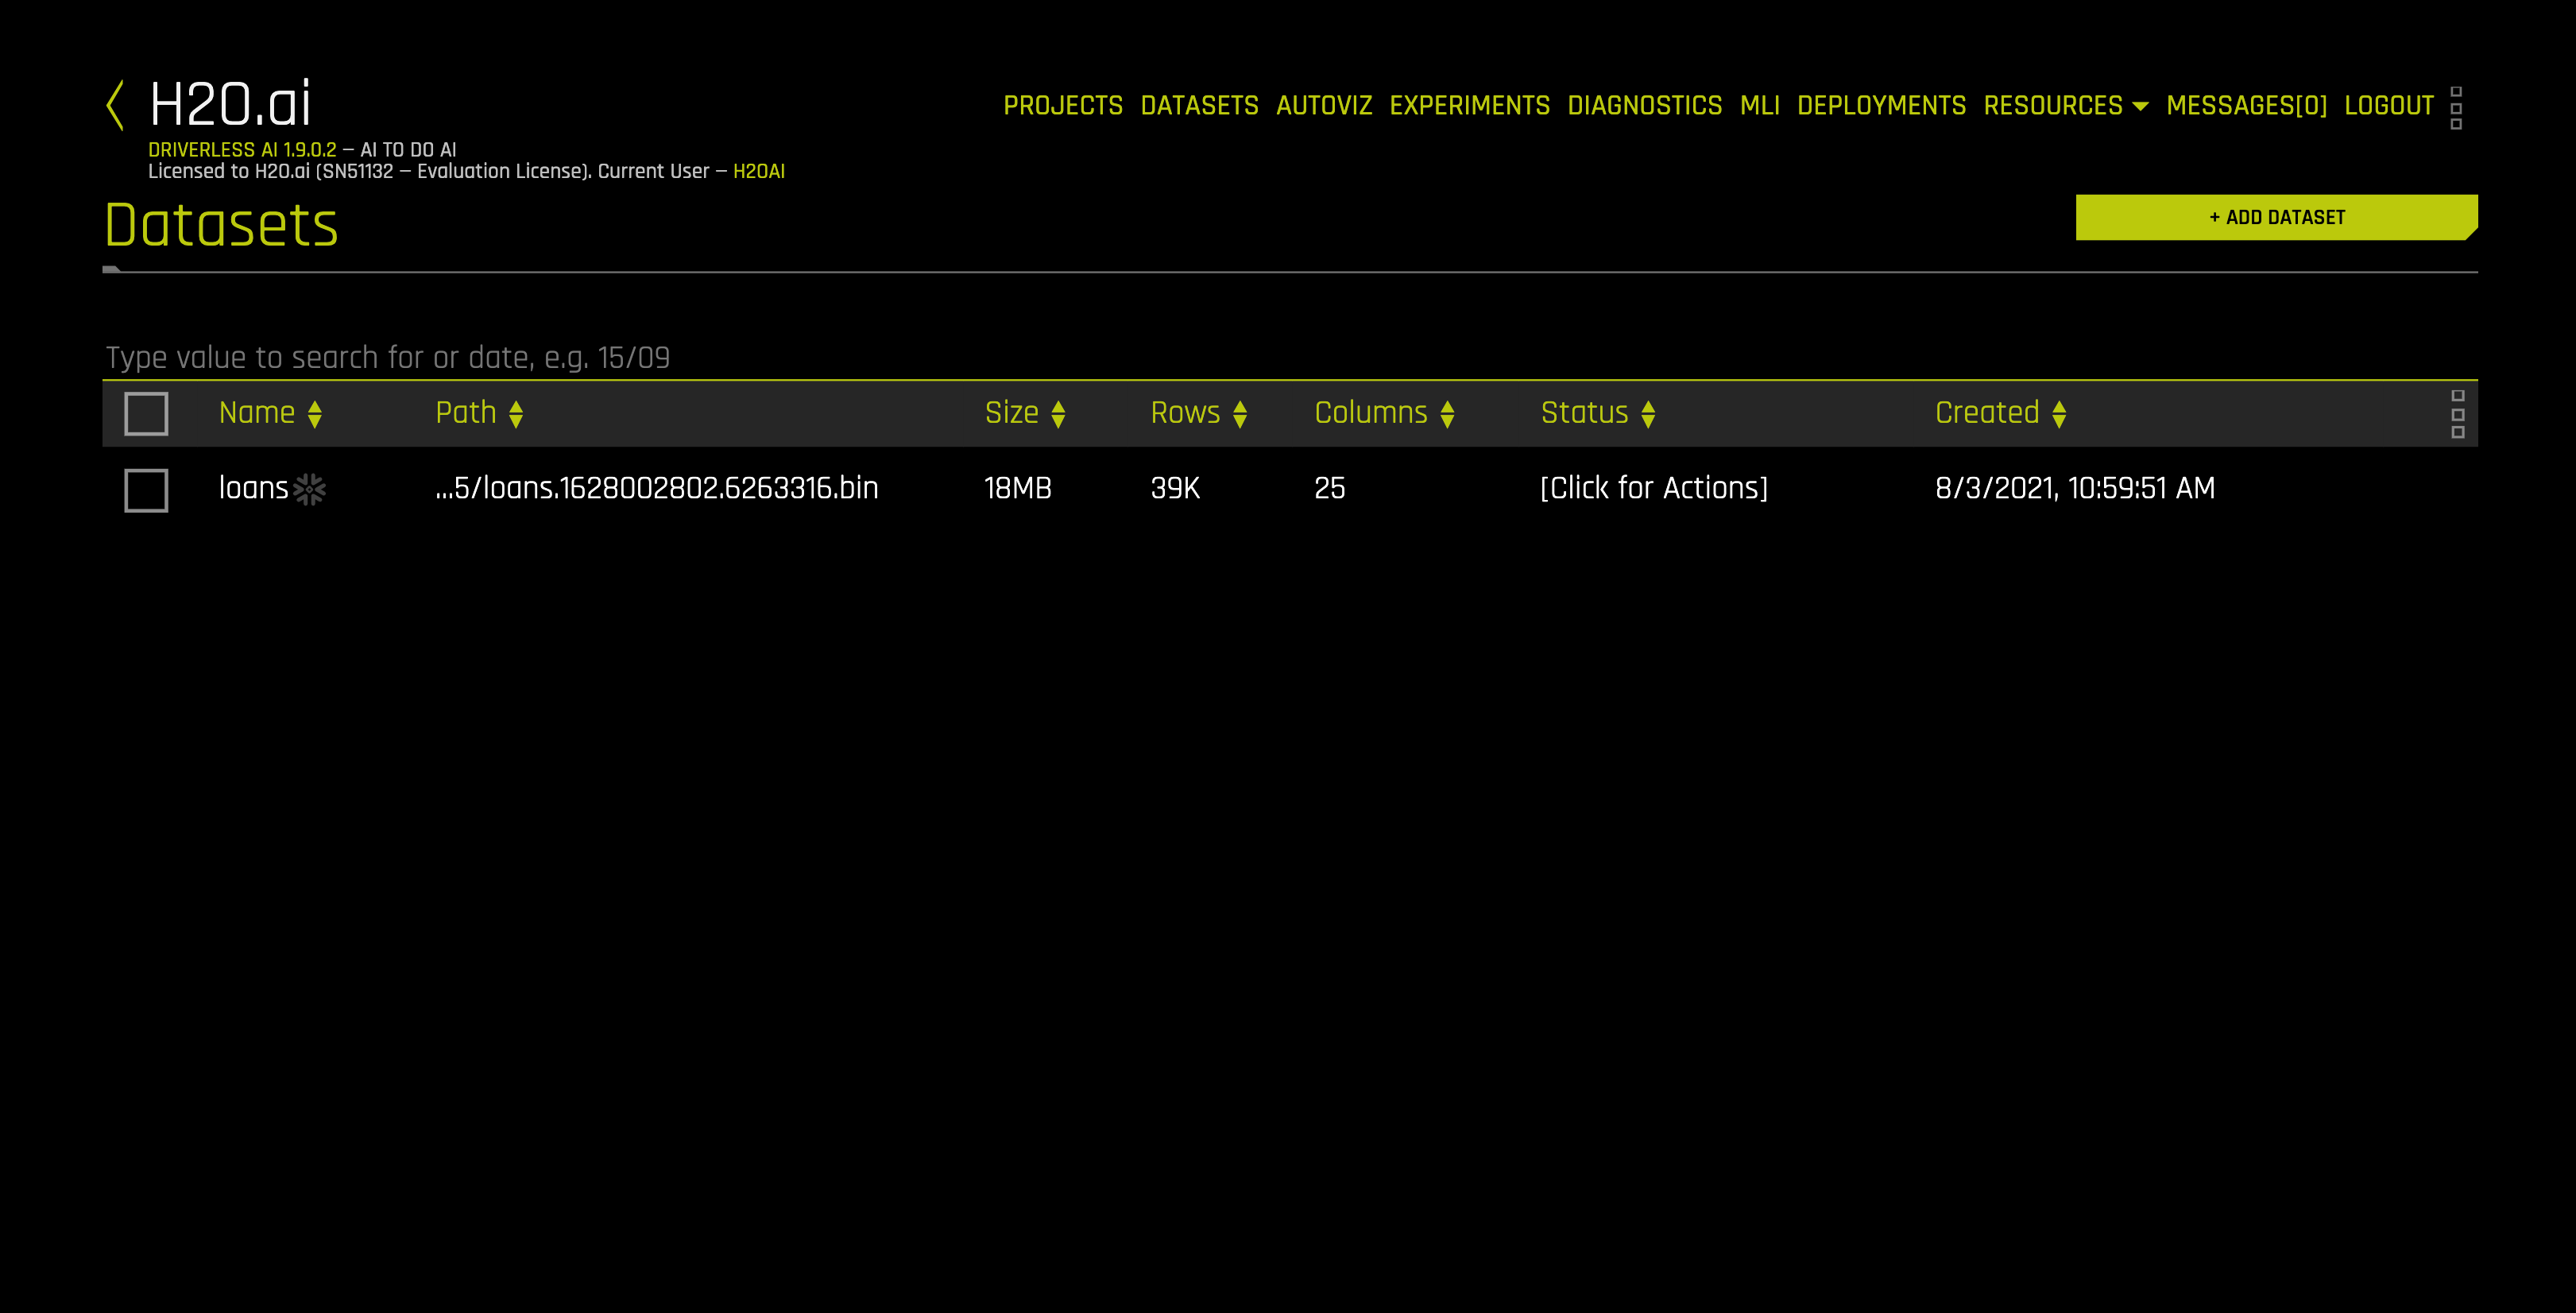 H2O.ai
PROJECTS DATASETS AUTOVIZ EXPERIMENTS DIAGNOSTICS MLI DEPLOYMENTS RESOURCES MESSAGES[0] LOGOUT
DRIVERLESS AI 1.9.0.2 – AI TO DO AI
Licensed to H2O.ai (SN51132 – Evaluation License). Current User – H2OAI
Datasets
+ ADD DATASET
Type value to search for or date, e.g. 15/09
Name Path Size Rows Columns Status Created
loans ...5/loans.1628002802.6263316.bin 18MB 39K 25 [Click for Actions] 8/3/2021, 10:59:51 AM